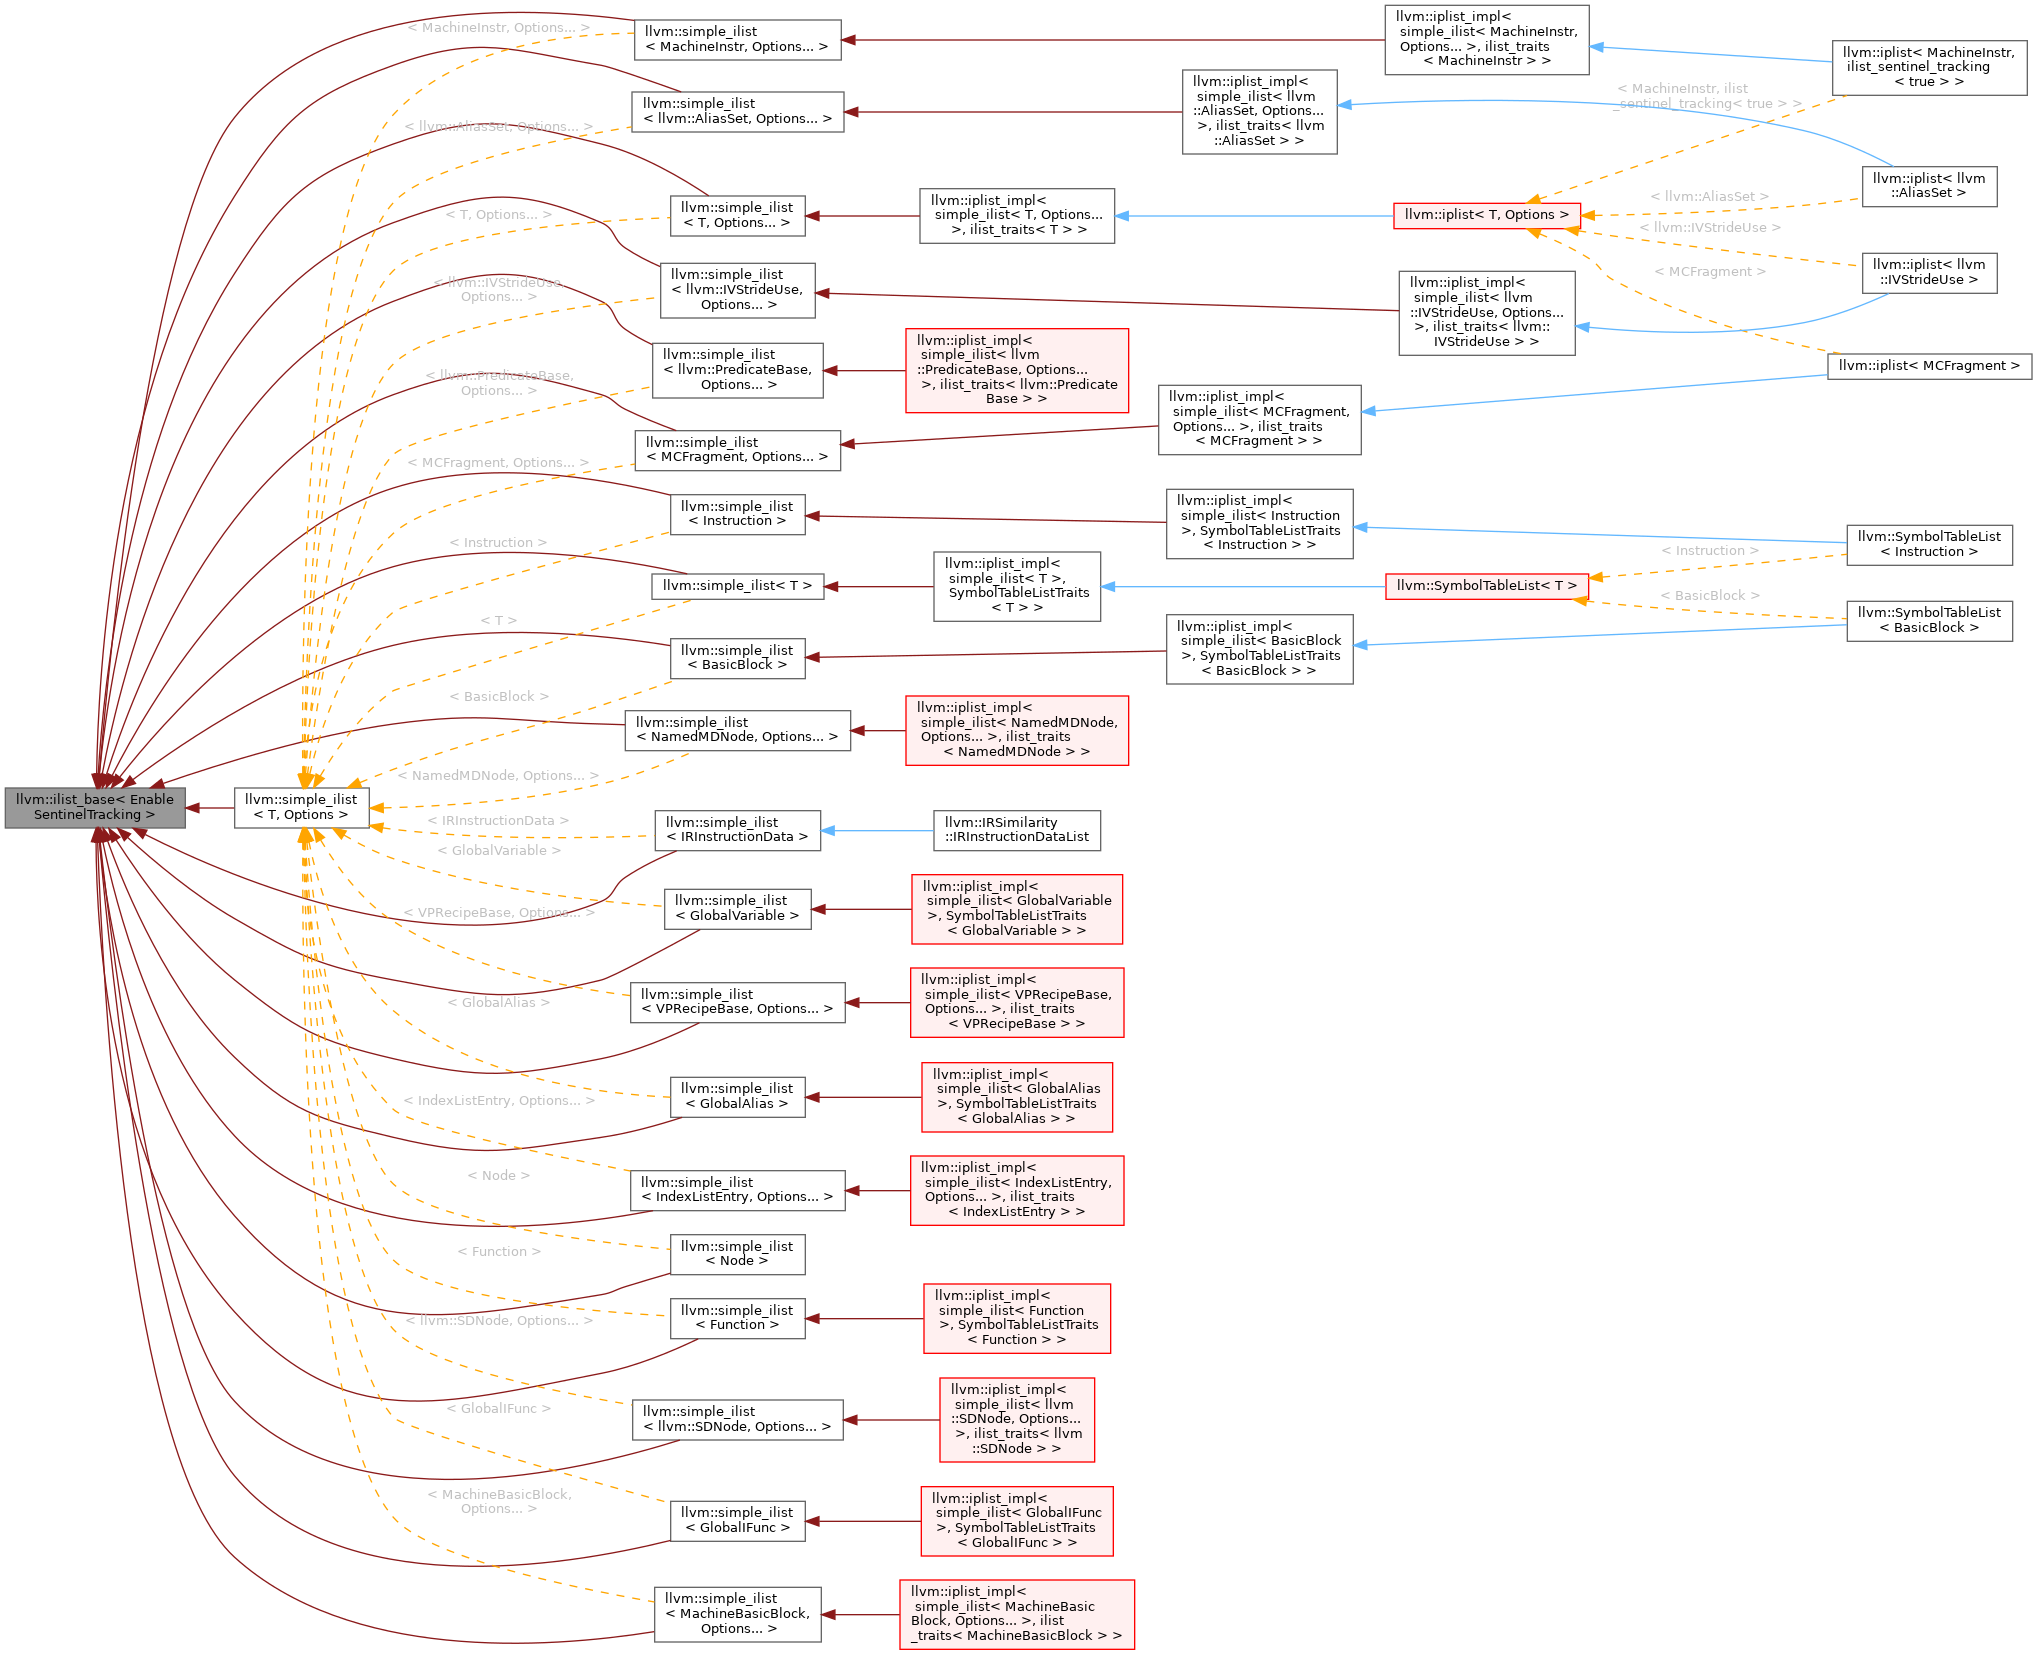 llvm::ilist_base< Enable
SentinelTracking >
llvm::simple_ilist
< T, Options >
< MachineInstr, Options... >
< llvm::AliasSet, Options... >
< T, Options... >
< llvm::IVStrideUse,
Options... >
< llvm::PredicateBase,
Options... >
< MCFragment, Options... >
< Instruction >
< T >
< BasicBlock >
< NamedMDNode, Options... >
< IRInstructionData >
< GlobalVariable >
< VPRecipeBase, Options... >
< GlobalAlias >
< IndexListEntry, Options... >
< Node >
< Function >
< llvm::SDNode, Options... >
< GlobalIFunc >
< MachineBasicBlock,
Options... >
llvm::simple_ilist
< MachineInstr, Options... >
llvm::simple_ilist
< llvm::AliasSet, Options... >
llvm::simple_ilist
< T, Options... >
llvm::simple_ilist
< llvm::IVStrideUse,
Options... >
llvm::simple_ilist
< llvm::PredicateBase,
Options... >
llvm::simple_ilist
< MCFragment, Options... >
llvm::simple_ilist
< Instruction >
llvm::simple_ilist< T >
llvm::simple_ilist
< BasicBlock >
llvm::simple_ilist
< NamedMDNode, Options... >
llvm::simple_ilist
< IRInstructionData >
llvm::simple_ilist
< GlobalVariable >
llvm::simple_ilist
< VPRecipeBase, Options... >
llvm::simple_ilist
< GlobalAlias >
llvm::simple_ilist
< IndexListEntry, Options... >
llvm::simple_ilist
< Node >
llvm::simple_ilist
< Function >
llvm::simple_ilist
< llvm::SDNode, Options... >
llvm::simple_ilist
< GlobalIFunc >
llvm::simple_ilist
< MachineBasicBlock,
Options... >
llvm::iplist_impl<
simple_ilist< T, Options...
>, ilist_traits< T > >
llvm::iplist_impl<
simple_ilist< llvm
::PredicateBase, Options...
>, ilist_traits< llvm::Predicate
Base > >
llvm::iplist_impl<
simple_ilist< T >,
SymbolTableListTraits
< T > >
llvm::iplist_impl<
simple_ilist< NamedMDNode,
Options... >, ilist_traits
< NamedMDNode > >
llvm::IRSimilarity
::IRInstructionDataList
llvm::iplist_impl<
simple_ilist< GlobalVariable
>, SymbolTableListTraits
< GlobalVariable > >
llvm::iplist_impl<
simple_ilist< VPRecipeBase,
Options... >, ilist_traits
< VPRecipeBase > >
llvm::iplist_impl<
simple_ilist< GlobalAlias
>, SymbolTableListTraits
< GlobalAlias > >
llvm::iplist_impl<
simple_ilist< IndexListEntry,
Options... >, ilist_traits
< IndexListEntry > >
llvm::iplist_impl<
simple_ilist< Function
>, SymbolTableListTraits
< Function > >
llvm::iplist_impl<
simple_ilist< llvm
::SDNode, Options...
>, ilist_traits< llvm
::SDNode > >
llvm::iplist_impl<
simple_ilist< GlobalIFunc
>, SymbolTableListTraits
< GlobalIFunc > >
llvm::iplist_impl<
simple_ilist< MachineBasic
Block, Options... >, ilist
_traits< MachineBasicBlock > >
llvm::iplist_impl<
simple_ilist< llvm
::AliasSet, Options...
>, ilist_traits< llvm
::AliasSet > >
llvm::iplist_impl<
simple_ilist< MCFragment,
Options... >, ilist_traits
< MCFragment > >
llvm::iplist_impl<
simple_ilist< Instruction
>, SymbolTableListTraits
< Instruction > >
llvm::iplist_impl<
simple_ilist< BasicBlock
>, SymbolTableListTraits
< BasicBlock > >
llvm::iplist_impl<
simple_ilist< MachineInstr,
Options... >, ilist_traits
< MachineInstr > >
llvm::iplist< T, Options >
llvm::iplist_impl<
simple_ilist< llvm
::IVStrideUse, Options...
>, ilist_traits< llvm::
IVStrideUse > >
llvm::SymbolTableList< T >
< MachineInstr, ilist
_sentinel_tracking< true > >
< llvm::AliasSet >
< llvm::IVStrideUse >
< MCFragment >
< Instruction >
< BasicBlock >
llvm::iplist< MachineInstr,
ilist_sentinel_tracking
< true > >
llvm::iplist< llvm
::AliasSet >
llvm::iplist< llvm
::IVStrideUse >
llvm::iplist< MCFragment >
llvm::SymbolTableList
< Instruction >
llvm::SymbolTableList
< BasicBlock >